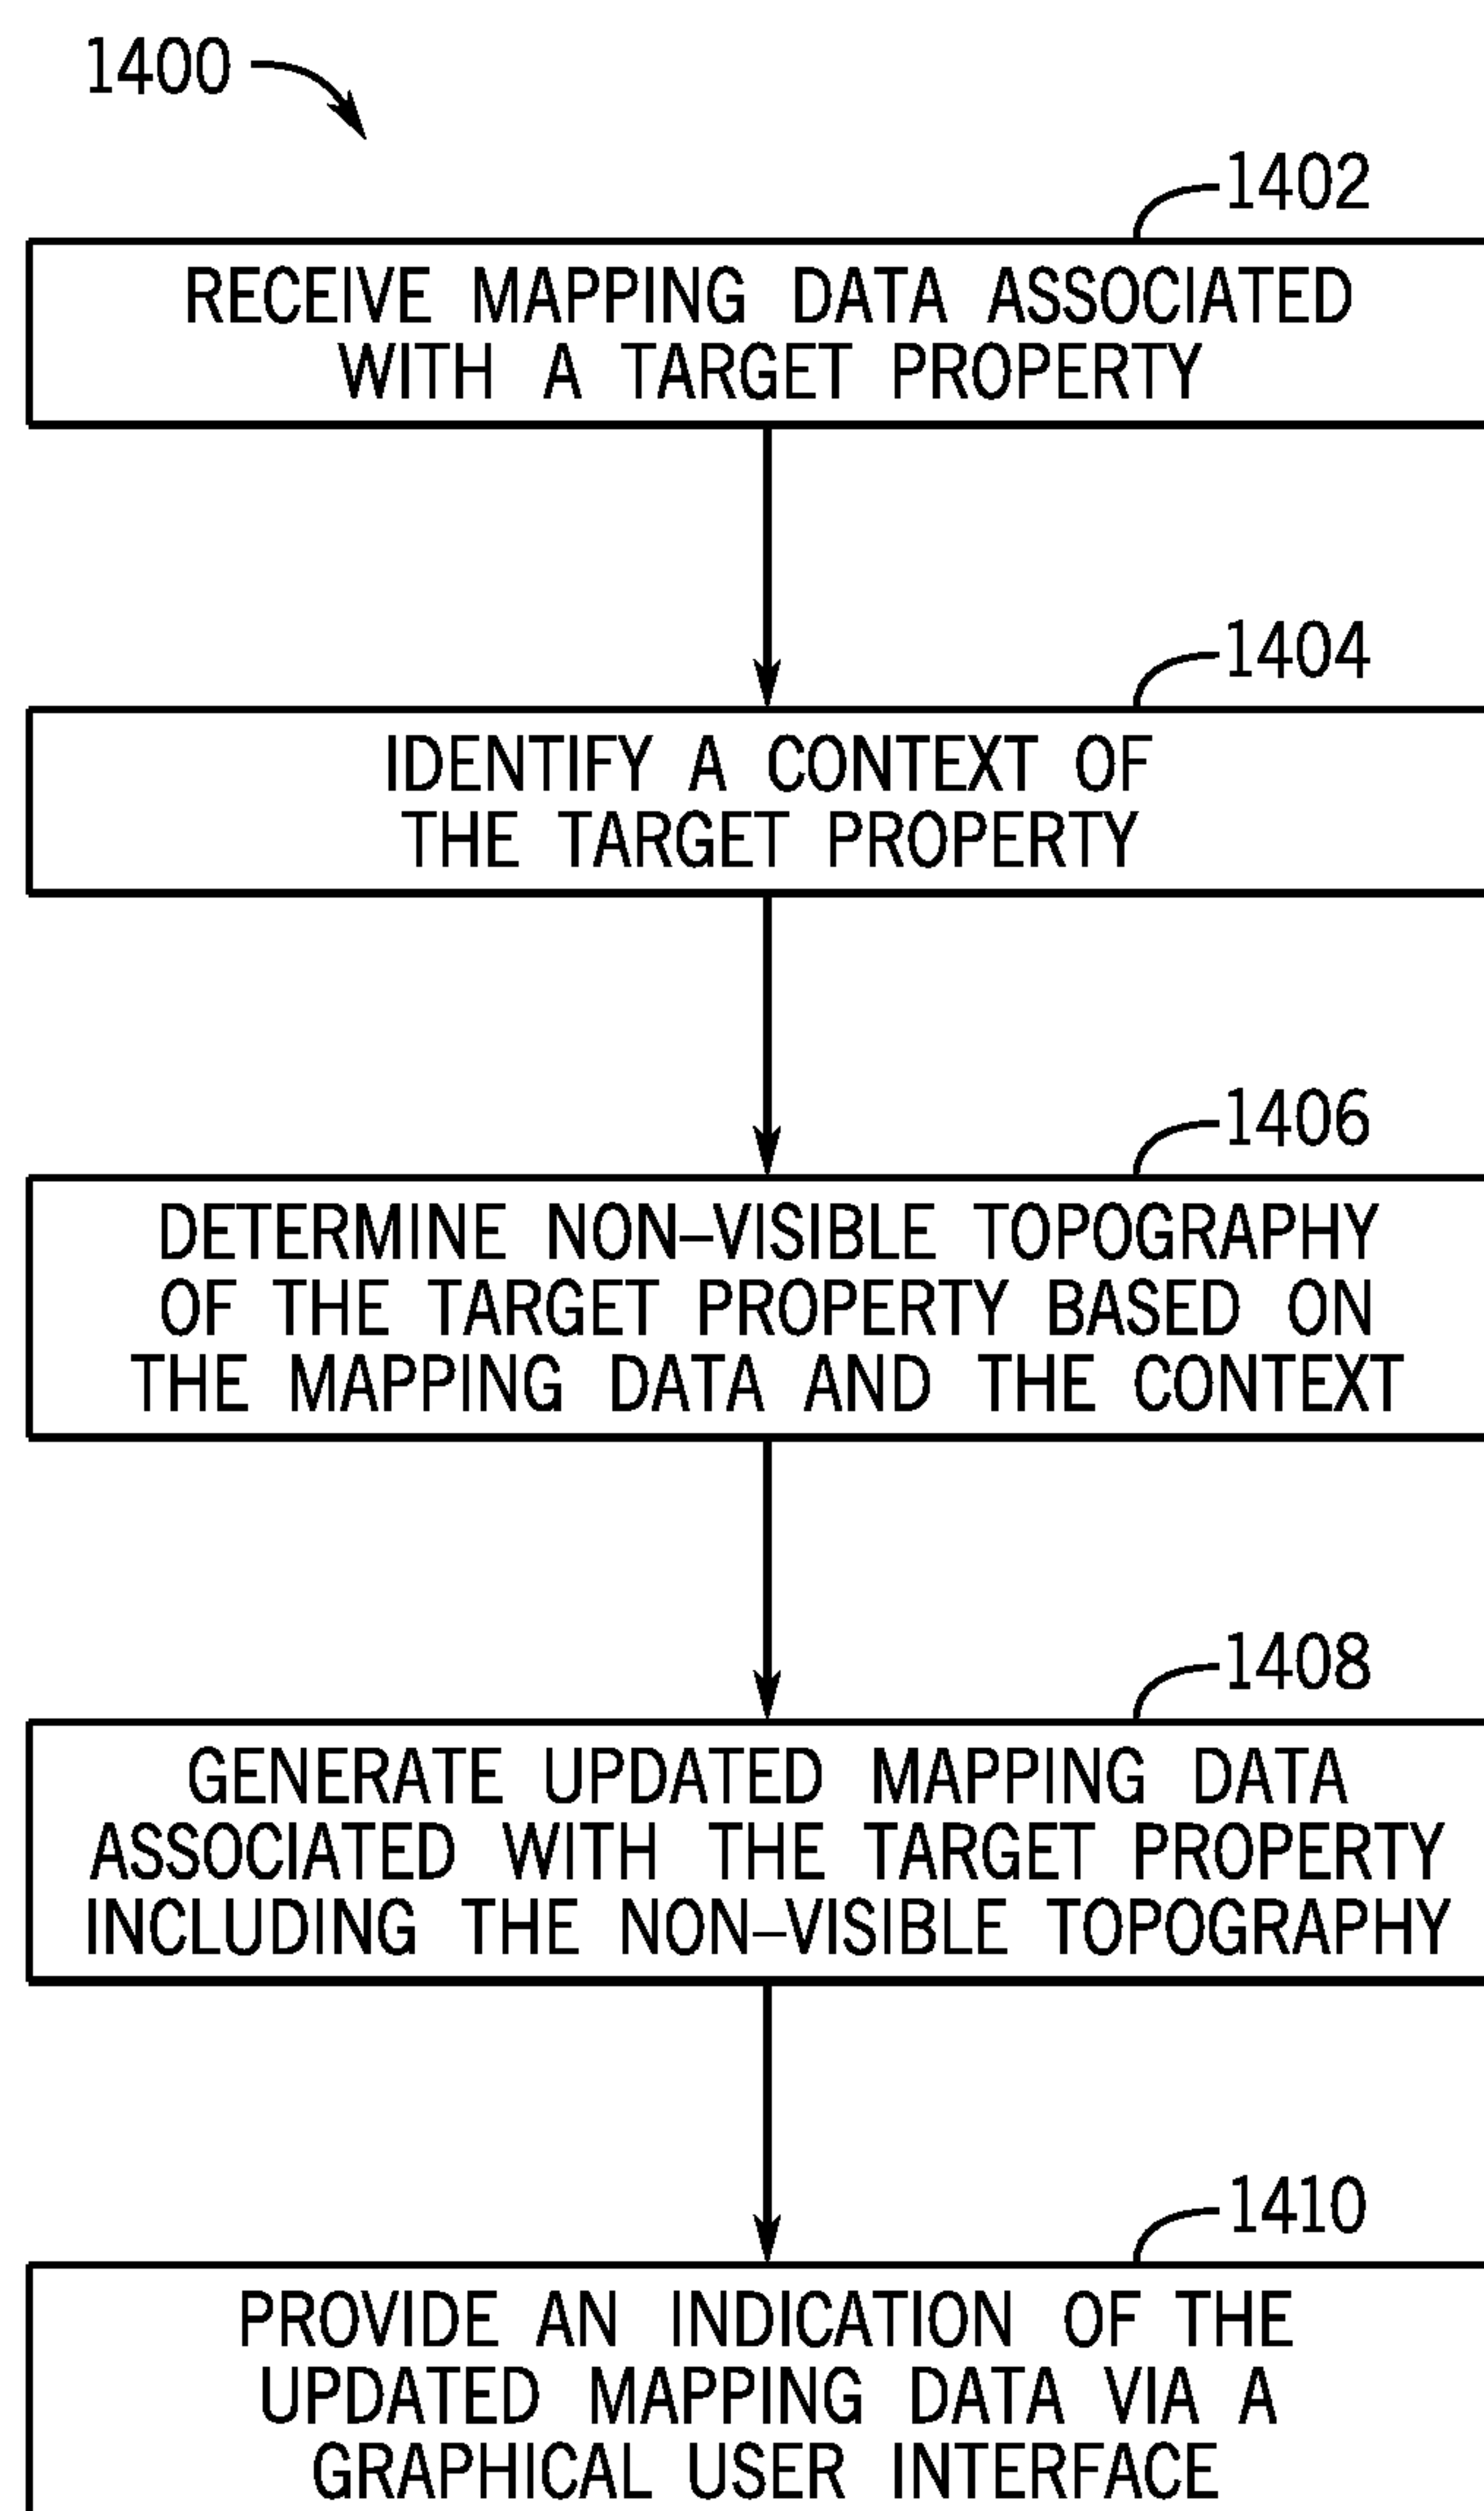 1400
1402
RECEIVE MAPPING DATA ASSOCIATED
WITH A TARGET PROPERTY
1404
IDENTIFY A CONTEXT OF
THE TARGET PROPERTY
1406
DETERMINE NON-VISIBLE TOPOGRAPHY
OF THE TARGET PROPERTY BASED ON
THE MAPPING DATA AND THE CONTEXT
1408
GENERATE UPDATED MAPPING DATA
ASSOCIATED WITH THE TARGET PROPERTY
INCLUDING THE NON-VISIBLE TOPOGRAPHY
1410
PROVIDE AN INDICATION OF THE
UPDATED MAPPING DATA VIA A
GRAPHICAL USER INTERFACE